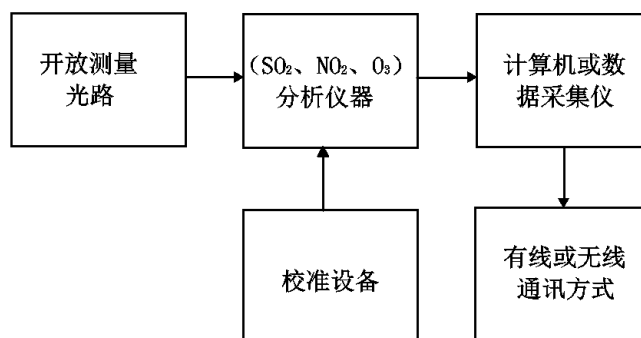 开放测量
光路
(SO₂、NO₂、O₃)
分析仪器
计算机或数
据采集仪
校准设备
有线或无线
通讯方式